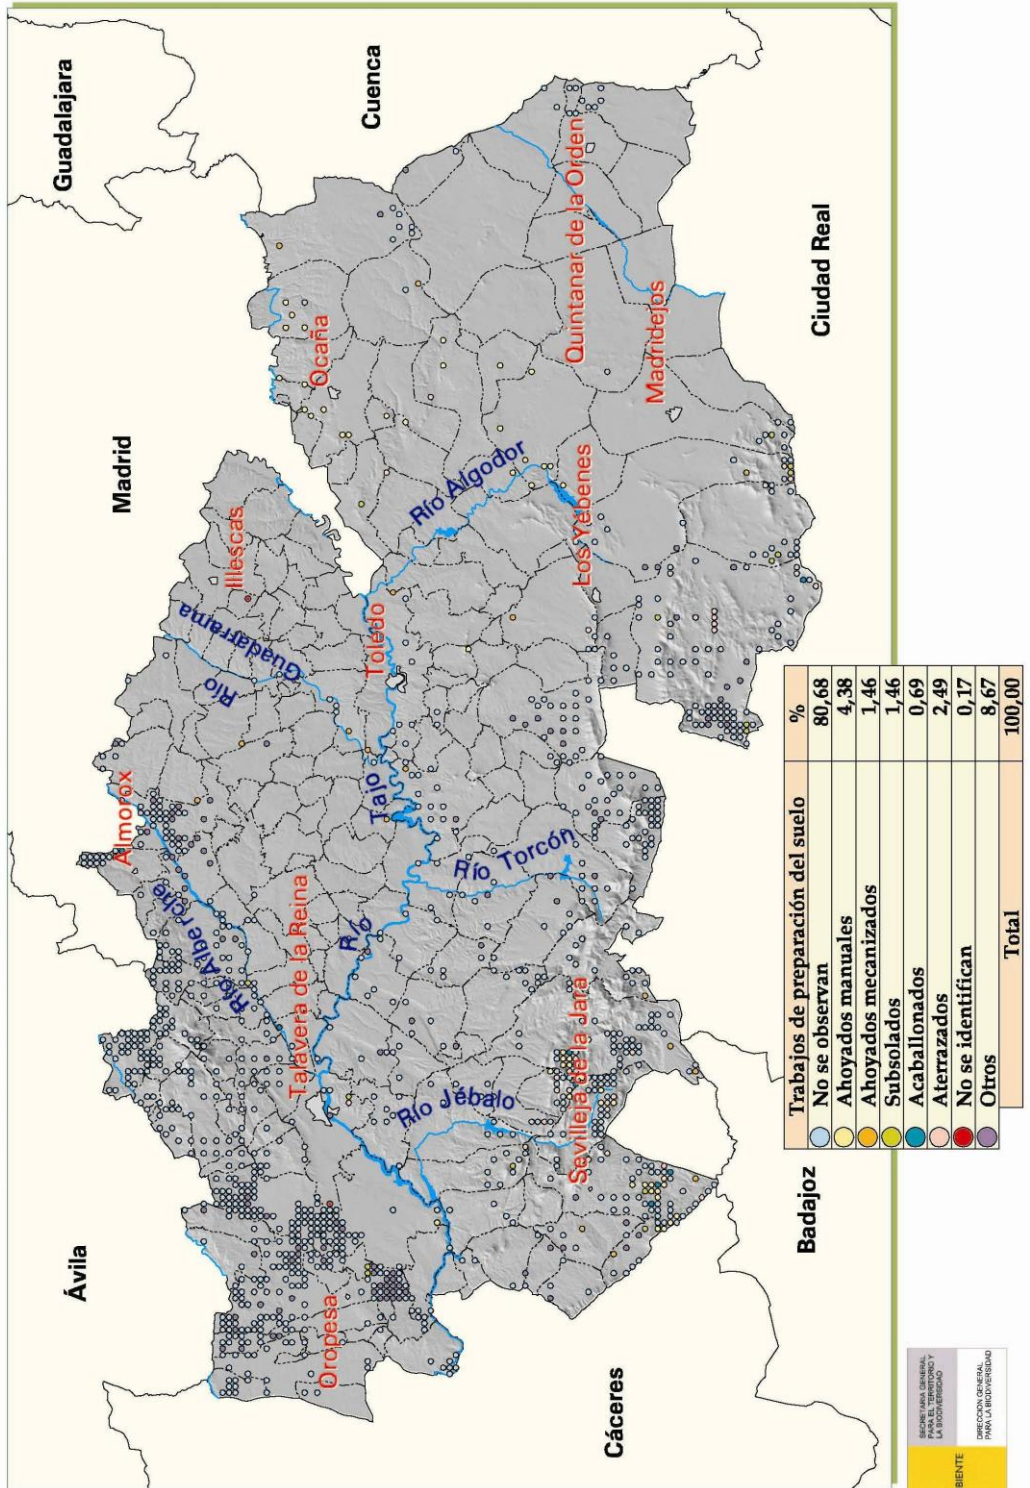 Guadalajara
Cuenca
Madrid
Ciudad Real
Ávila
Cáceres
Badajoz
Ocaña
Quintanar de la Orden
Madridejos
Illescas
Toledo
Los Yébenes
Almorox
Talavera de la Reina
Sevilleja de la Jara
Oropesa
Río Algodor
Río
Guadarrama
Río Alberche
Río
Tajo
Río Torcón
Río Jébalo
Trabajos de preparación del suelo %
No se observan 80,68
Ahoyados manuales 4,38
Ahoyados mecanizados 1,46
Subsolados 1,46
Acaballonados 0,69
Aterrazados 2,49
No se identifican 0,17
Otros 8,67
Total 100,00
BIENTE
SECRETARIA GENERAL
PARA EL TERRITORIO Y
LA BIODIVERSIDAD
DIRECCION GENERAL
PARA LA BIODIVERSIDAD